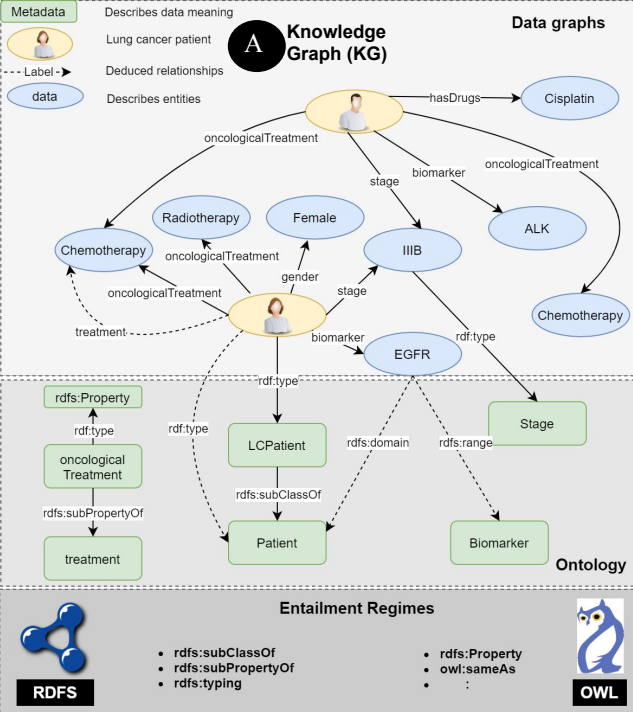 Metadata
Describes data meaning
Lung cancer patient
Label
Deduced relationships
data
Describes entities
A
Knowledge
Graph (KG)
Data graphs
hasDrugs
Cisplatin
oncologicalTreatment
biomarker
oncologicalTreatment
stage
Radiotherapy
Female
Chemotherapy
IIIB
ALK
oncologicalTreatment
gender
stage
oncologicalTreatment
Chemotherapy
treatment
biomarker
rdf:type
EGFR
rdf:type
rdfs:Property
rdf:type
rdf:type
Stage
LCPatient
rdfs:domain
rdfs:range
oncological
Treatment
rdfs:subClassOf
rdfs:subPropertyOf
treatment
Patient
Biomarker
Ontology
Entailment Regimes
• rdfs:subClassOf
• rdfs:subPropertyOf
• rdfs:typing
• rdfs:Property
• owl:sameAs
• :
RDFS
OWL